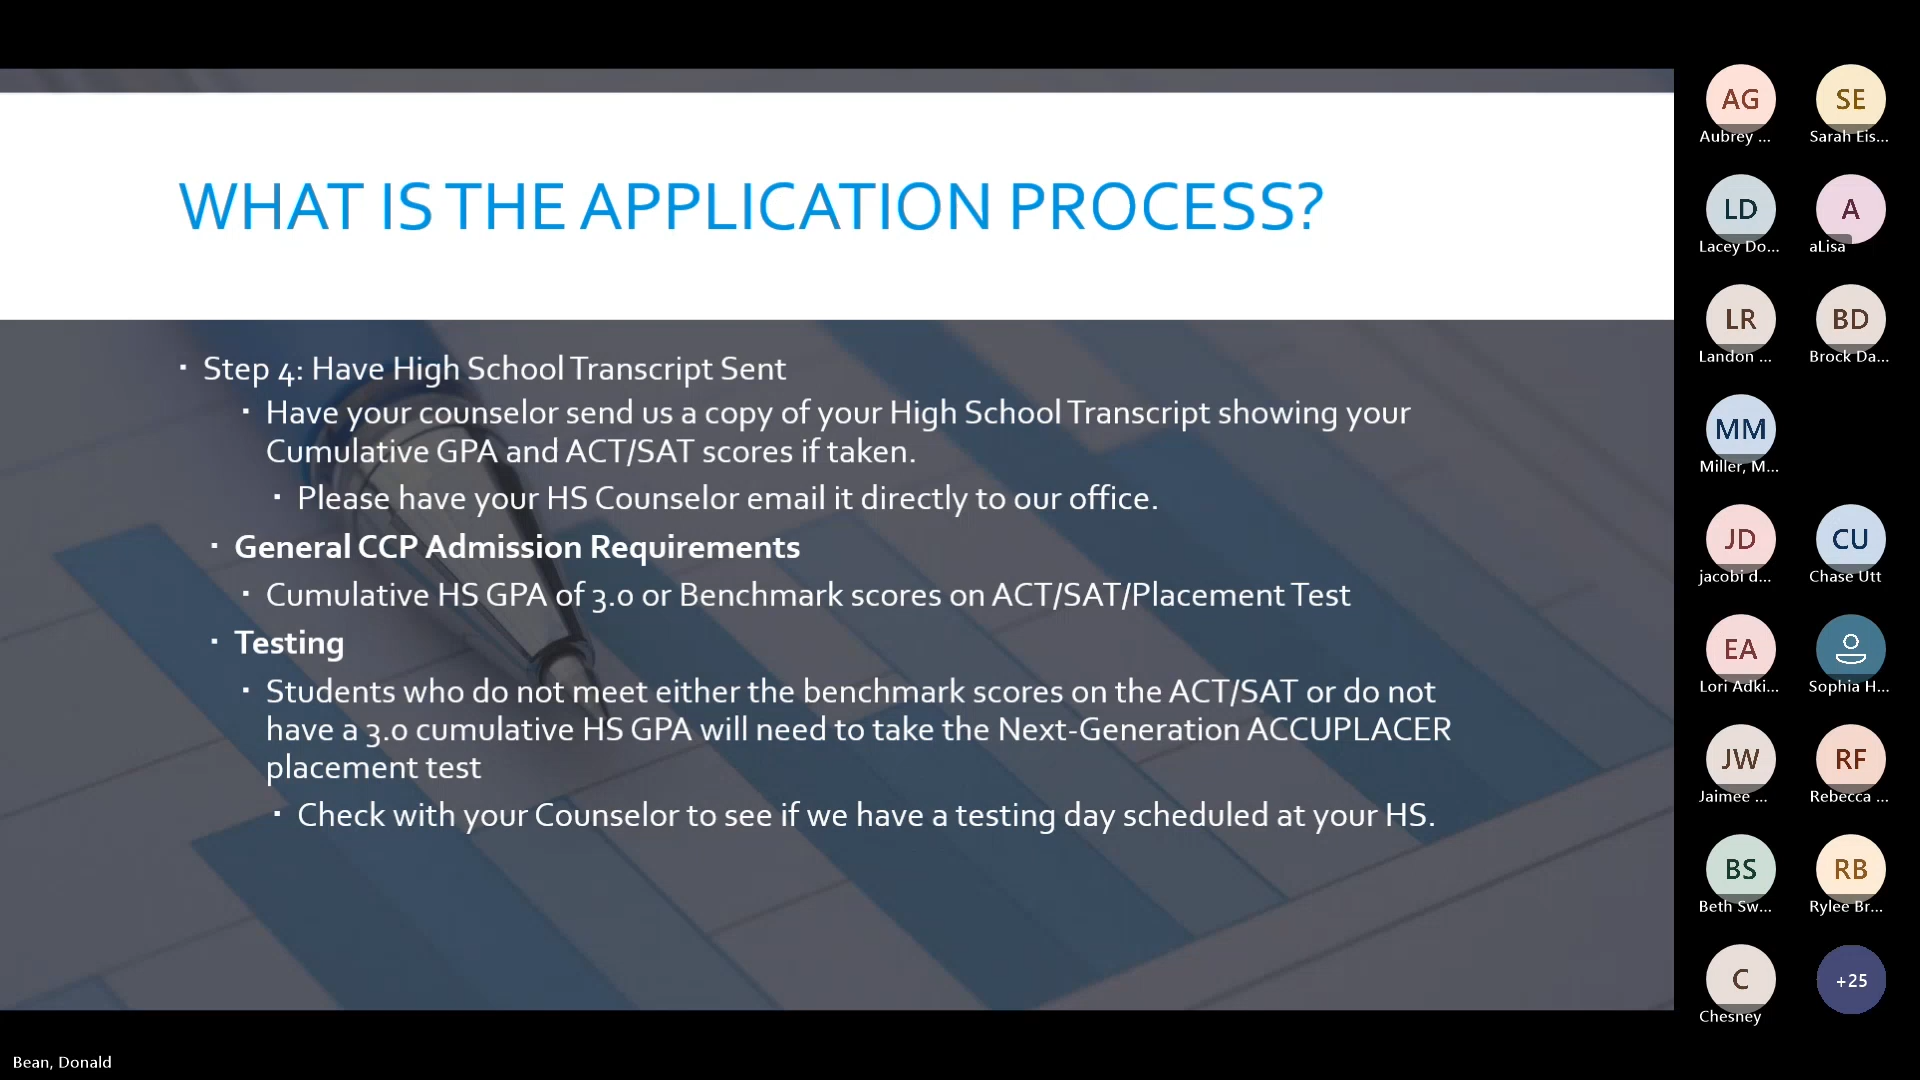 WHAT IS THE APPLICATION PROCESS?
▪ Step 4: Have High School Transcript Sent
▪ Have your counselor send us a copy of your High School Transcript showing your
Cumulative GPA and ACT/SAT scores if taken.
▪ Please have your HS Counselor email it directly to our office.
▪ General CCP Admission Requirements
▪ Cumulative HS GPA of 3.0 or Benchmark scores on ACT/SAT/Placement Test
▪ Testing
▪ Students who do not meet either the benchmark scores on the ACT/SAT or do not
have a 3.0 cumulative HS GPA will need to take the Next-Generation ACCUPLACER
placement test
▪ Check with your Counselor to see if we have a testing day scheduled at your HS.
AG
Aubrey ...
SE
Sarah Eis...
LD
Lacey Do...
A
aLisa
LR
Landon ...
BD
Brock Da...
MM
Miller, M...
JD
jacobi d...
CU
Chase Utt
EA
Lori Adki...
Sophia H...
JW
Jaimee ...
RF
Rebecca ...
BS
Beth Sw...
RB
Rylee Br...
C
Chesney
+25
Bean, Donald